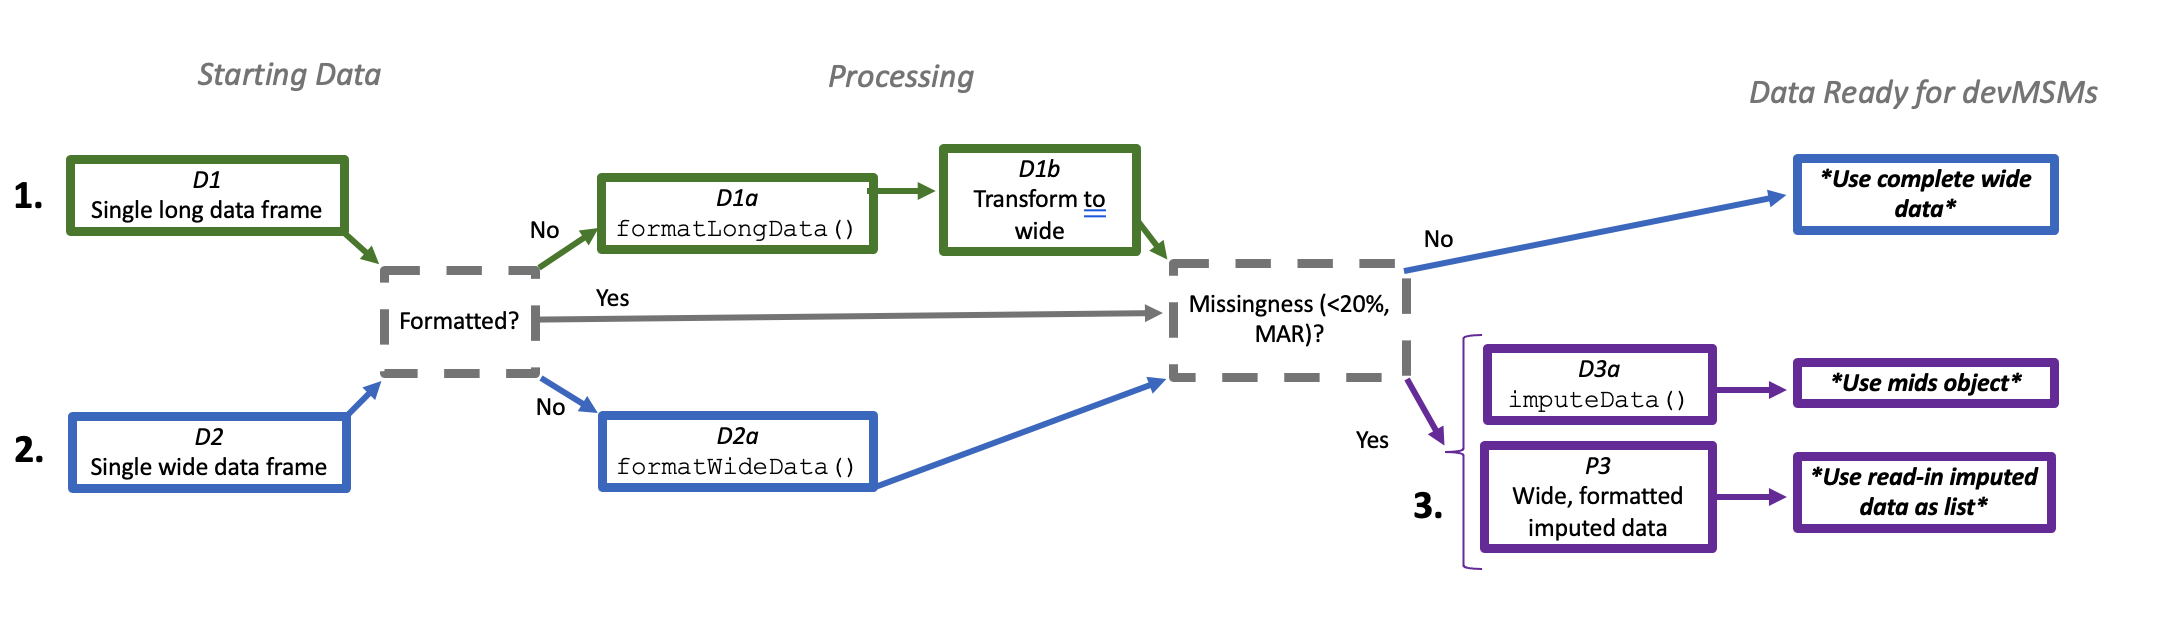 Starting Data
Processing
Data Ready for devMSMs
1.
D1
Single long data frame
No
D1a
formatLongData()
D1b
Transform to
wide
No
*Use complete wide
data*
Formatted?
Yes
Missingness (<20%,
MAR)?
2.
D2
Single wide data frame
No
D2a
formatWideData()
Yes
D3a
imputeData()
*Use mids object*
3.
P3
Wide, formatted
imputed data
*Use read-in imputed
data as list*